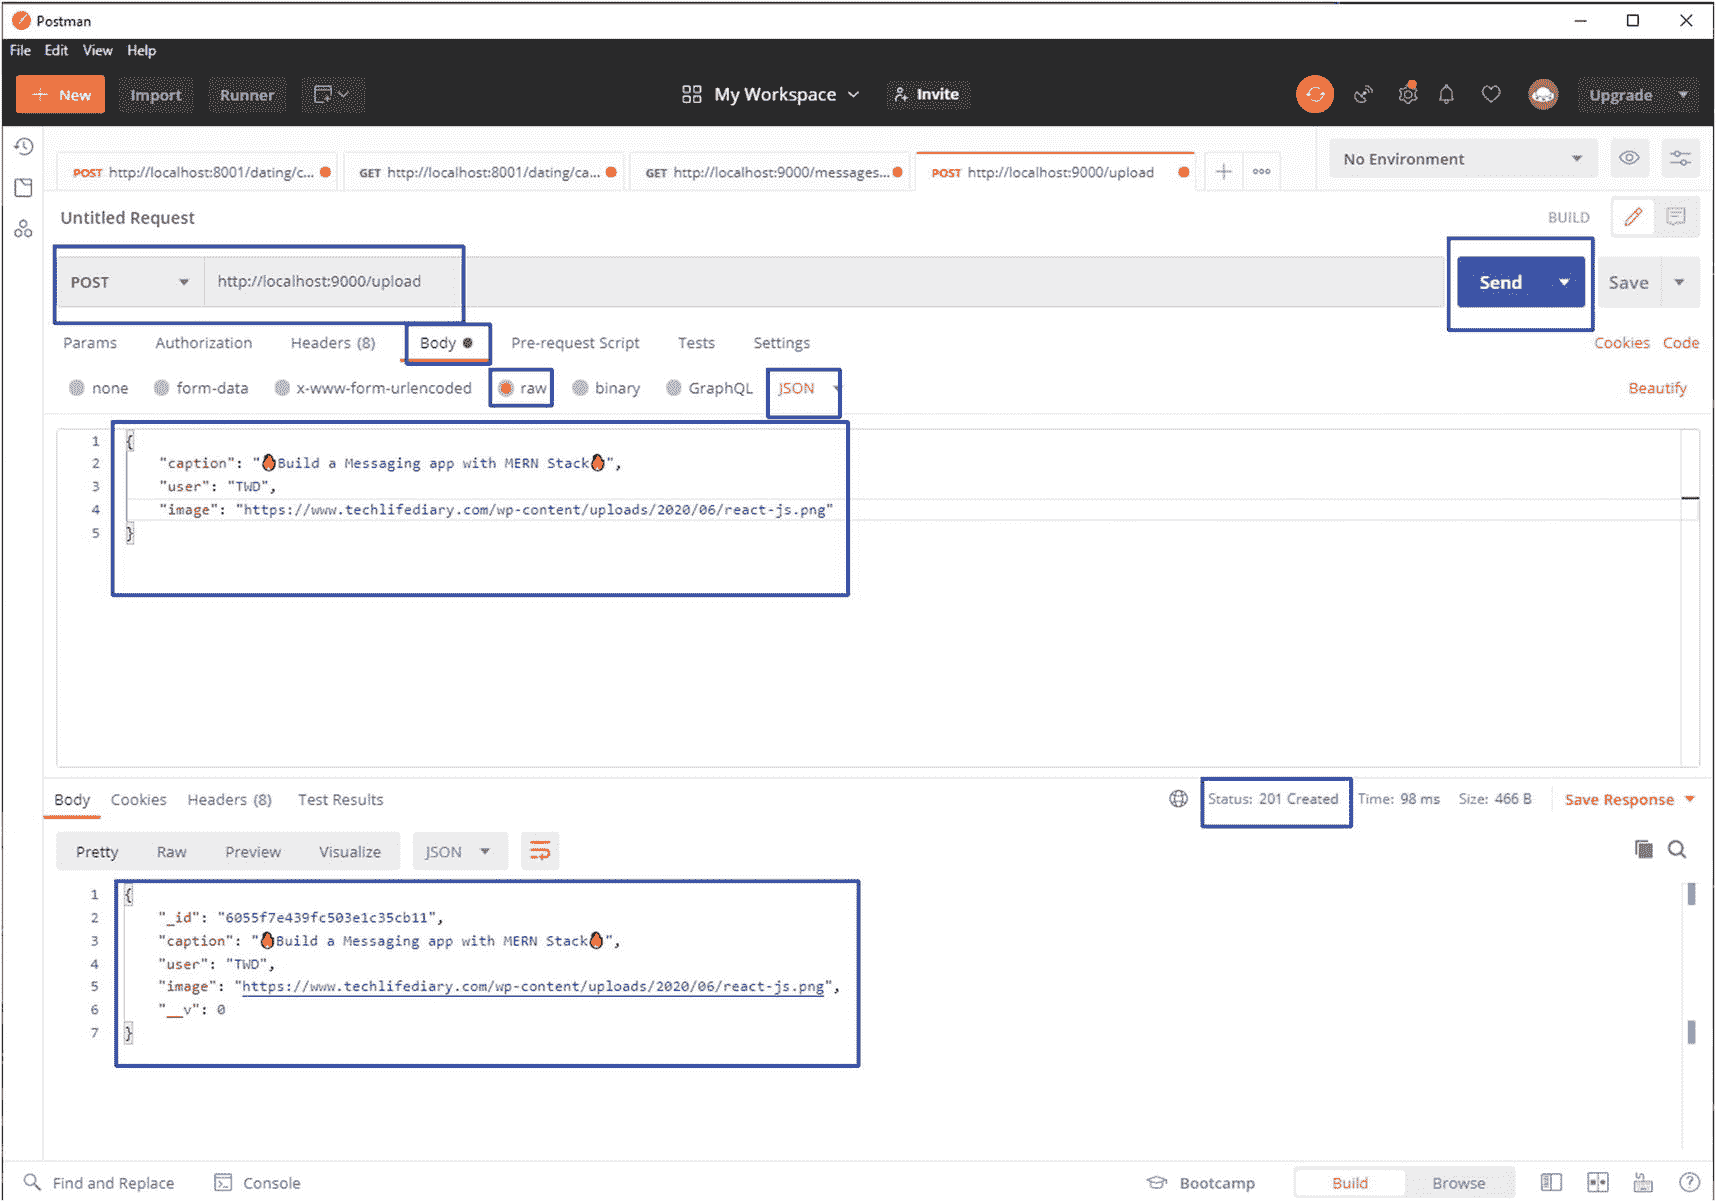 Postman
File Edit View Help
+ New Import Runner My Workspace Invite Upgrade
POST http://localhost:8001/dating/c... GET http://localhost:8001/dating/ca... GET http://localhost:9000/messages... POST http://localhost:9000/upload + ooo No Environment
Untitled Request BUILD
POST http://localhost:9000/upload Send Save
Params Authorization Headers (8) Body Pre-request Script Tests Settings Cookies Code
none form-data x-www-form-urlencoded raw binary GraphQL JSON Beautify
1 {
2 "caption": "🔥Build a Messaging app with MERN Stack🔥",
3 "user": "TWD",
4 "image": "https://www.techlifediary.com/wp-content/uploads/2020/06/react-js.png"
5 }
Body Cookies Headers (8) Test Results Status: 201 Created Time: 98 ms Size: 466 B Save Response
Pretty Raw Preview Visualize JSON
1 {
2 "_id": "6055f7e439fc503e1c35cb11",
3 "caption": "🔥Build a Messaging app with MERN Stack🔥",
4 "user": "TWD",
5 "image": "https://www.techlifediary.com/wp-content/uploads/2020/06/react-js.png",
6 "__v": 0
7 }
Find and Replace Console Bootcamp Build Browse